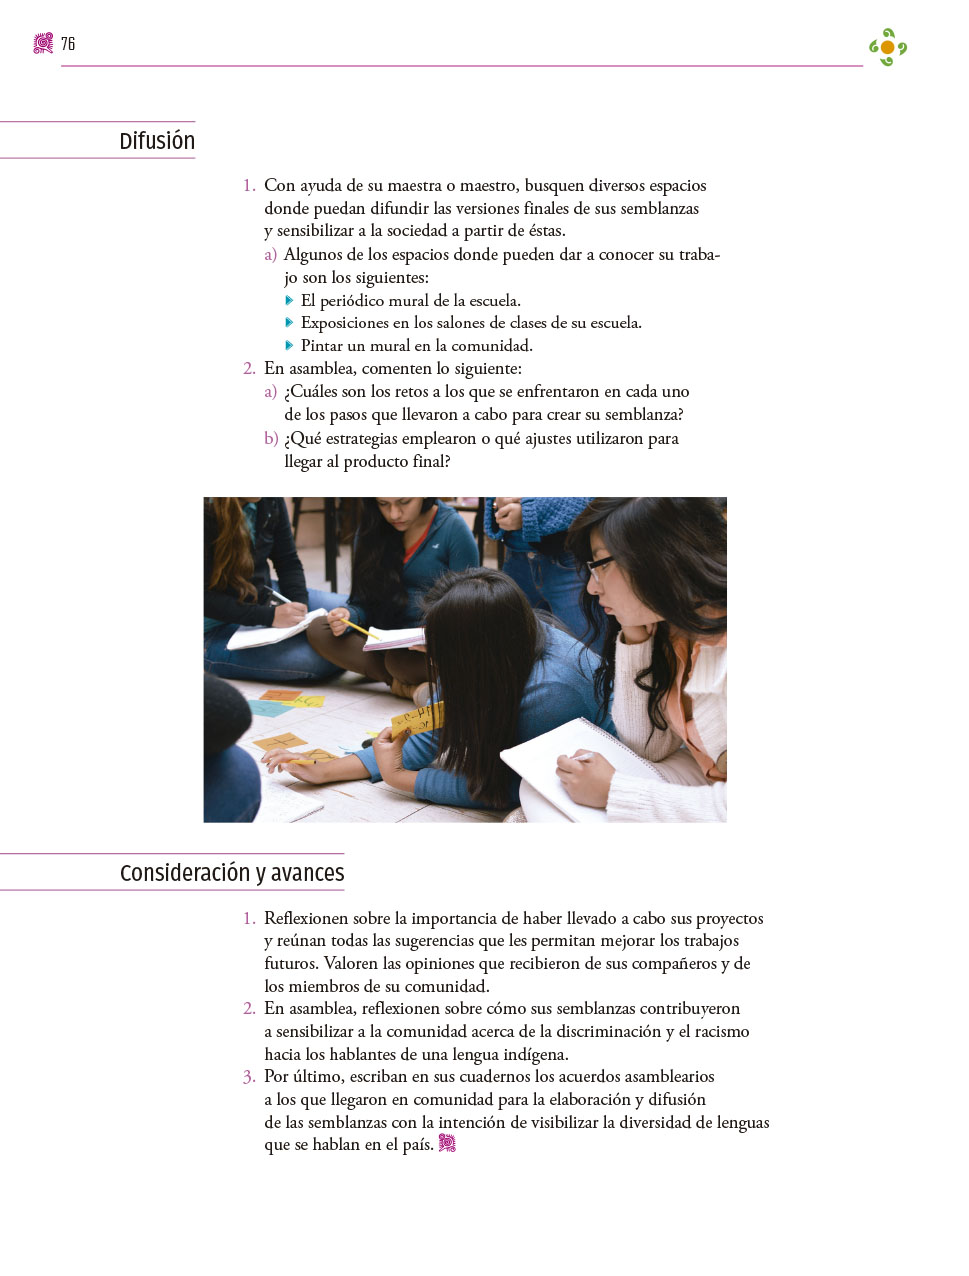 76
Difusión
1. Con ayuda de su maestra o maestro, busquen diversos espacios
donde puedan difundir las versiones finales de sus semblanzas
y sensibilizar a la sociedad a partir de éstas.
a) Algunos de los espacios donde pueden dar a conocer su traba-
jo son los siguientes:
El periódico mural de la escuela.
Exposiciones en los salones de clases de su escuela.
Pintar un mural en la comunidad.
2. En asamblea, comenten lo siguiente:
a) ¿Cuáles son los retos a los que se enfrentaron en cada uno
de los pasos que llevaron a cabo para crear su semblanza?
b) ¿Qué estrategias emplearon o qué ajustes utilizaron para
llegar al producto final?
Consideración y avances
1. Reflexionen sobre la importancia de haber llevado a cabo sus proyectos
y reúnan todas las sugerencias que les permitan mejorar los trabajos
futuros. Valoren las opiniones que recibieron de sus compañeros y de
los miembros de su comunidad.
2. En asamblea, reflexionen sobre cómo sus semblanzas contribuyeron
a sensibilizar a la comunidad acerca de la discriminación y el racismo
hacia los hablantes de una lengua indígena.
3. Por último, escriban en sus cuadernos los acuerdos asamblearios
a los que llegaron en comunidad para la elaboración y difusión
de las semblanzas con la intención de visibilizar la diversidad de lenguas
que se hablan en el país.